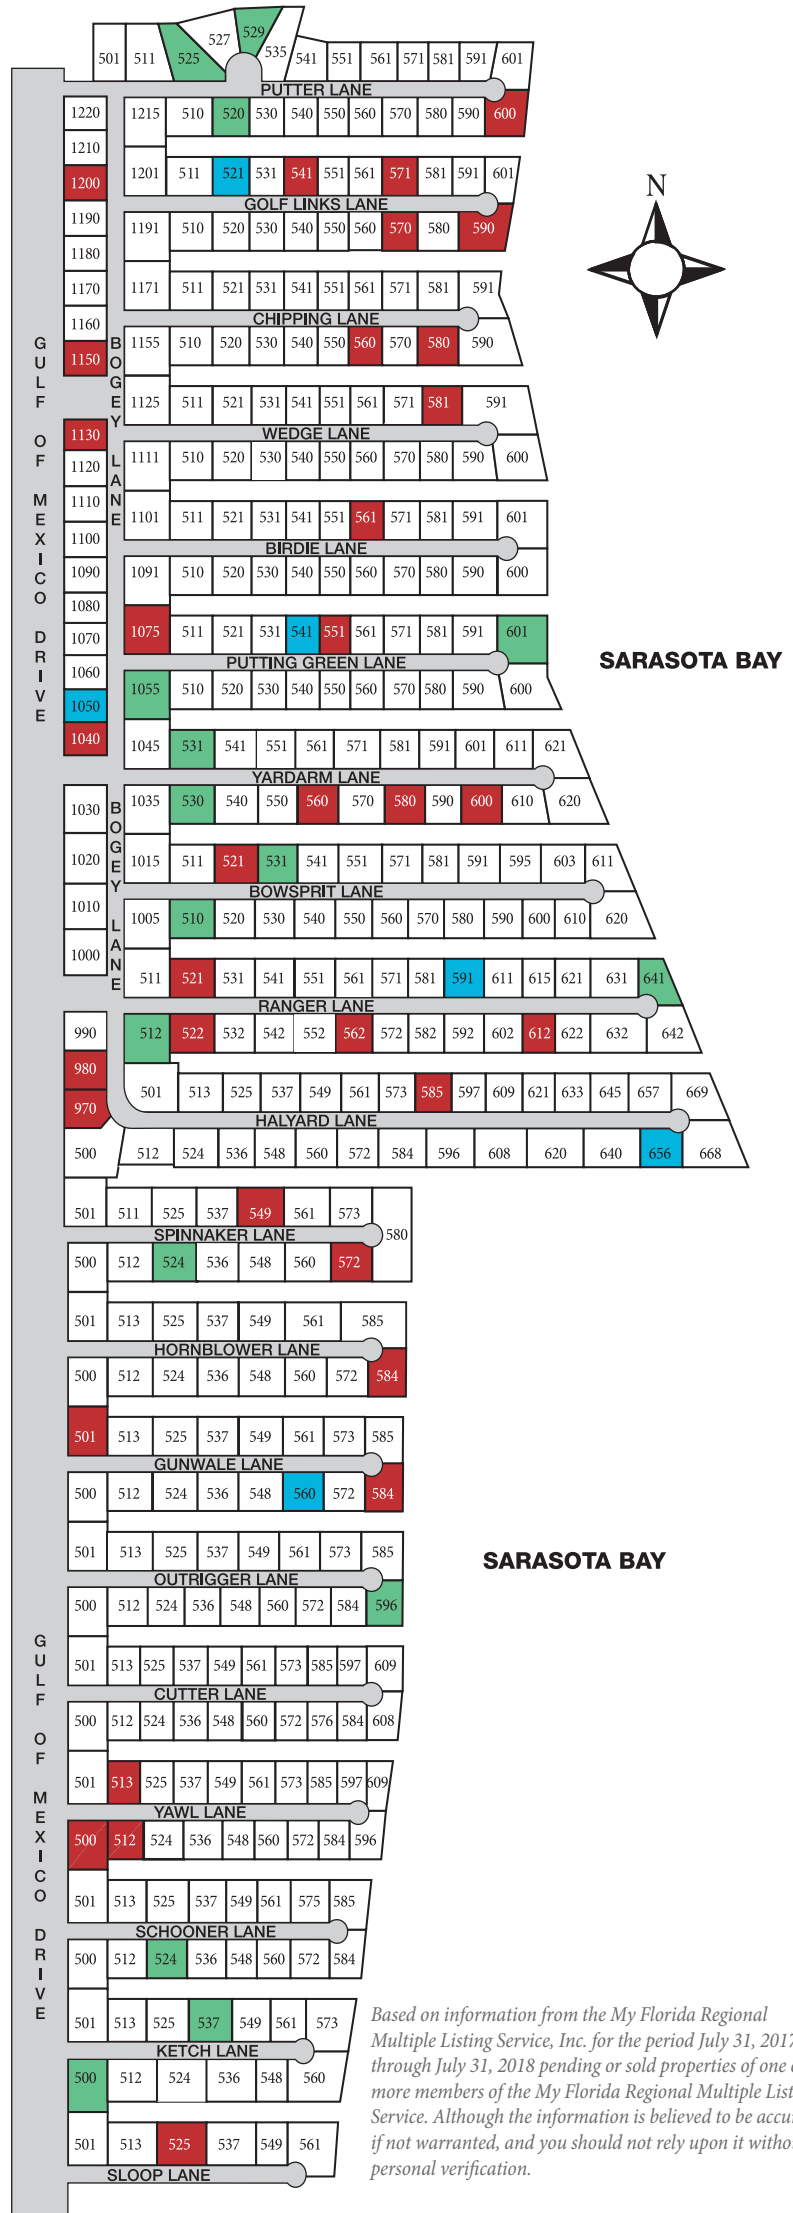 501 511 525 527 529 535 541 551 561 571 581 591 601
PUTTER LANE
1220 1215 510 520 530 540 550 560 570 580 590 600
1210
1200 1201 511 521 531 541 551 561 571 581 591 601
GOLF LINKS LANE
1190 1191 510 520 530 540 550 560 570 580 590
1180
1170 1171 511 521 531 541 551 561 571 581 591
CHIPPING LANE
1160
1150 1155 510 520 530 540 550 560 570 580 590
1125 511 521 531 541 551 561 571 581 591
WEDGE LANE
1130
1120 1111 510 520 530 540 550 560 570 580 590 600
1110
1100 1101 511 521 531 541 551 561 571 581 591 601
BIRDIE LANE
1090 1091 510 520 530 540 550 560 570 580 590 600
1080
1070 1075 511 521 531 541 551 561 571 581 591 601
PUTTING GREEN LANE
1060
1050 1055 510 520 530 540 550 560 570 580 590 600
1040 1045 531 541 551 561 571 581 591 601 611 621
YARDARM LANE
1030 1035 530 540 550 560 570 580 590 600 610 620
1020 1015 511 521 531 541 551 571 581 591 595 603 611
BOWSPRIT LANE
1010 1005 510 520 530 540 550 560 570 580 590 600 610 620
1000 511 521 531 541 551 561 571 581 591 611 615 621 631 641
RANGER LANE
990 512 522 532 542 552 562 572 582 592 602 612 622 632 642
980
970 501 513 525 537 549 561 573 585 597 609 621 633 645 657 669
HALYARD LANE
500 512 524 536 548 560 572 584 596 608 620 640 656 668
501 511 525 537 549 561 573 580
SPINNAKER LANE
500 512 524 536 548 560 572
501 513 525 537 549 561 585
HORNBLOWER LANE
500 512 524 536 548 560 572 584
501 513 525 537 549 561 573 585
GUNWALE LANE
500 512 524 536 548 560 572 584
501 513 525 537 549 561 573 585
OUTRIGGER LANE
500 512 524 536 548 560 572 584 596
501 513 525 537 549 561 573 585 597 609
CUTTER LANE
500 512 524 536 548 560 572 576 584 608
501 513 525 537 549 561 573 585 597 609
YAWL LANE
500 512 524 536 548 560 572 584 596
501 513 525 537 549 561 575 585
SCHOONER LANE
500 512 524 536 548 560 572 584
501 513 525 537 549 561 573
KETCH LANE
500 512 524 536 548 560
501 513 525 537 549 561
SLOOP LANE
GULF OF MEXICO DRIVE
BOGEY LANE
BOGEY LANE
GULF OF MEXICO DRIVE
N
SARASOTA BAY
SARASOTA BAY
Based on information from the My Florida Regional
Multiple Listing Service, Inc. for the period July 31, 2017
through July 31, 2018 pending or sold properties of one
more members of the My Florida Regional Multiple List
Service. Although the information is believed to be accu
if not warranted, and you should not rely upon it witho
personal verification.